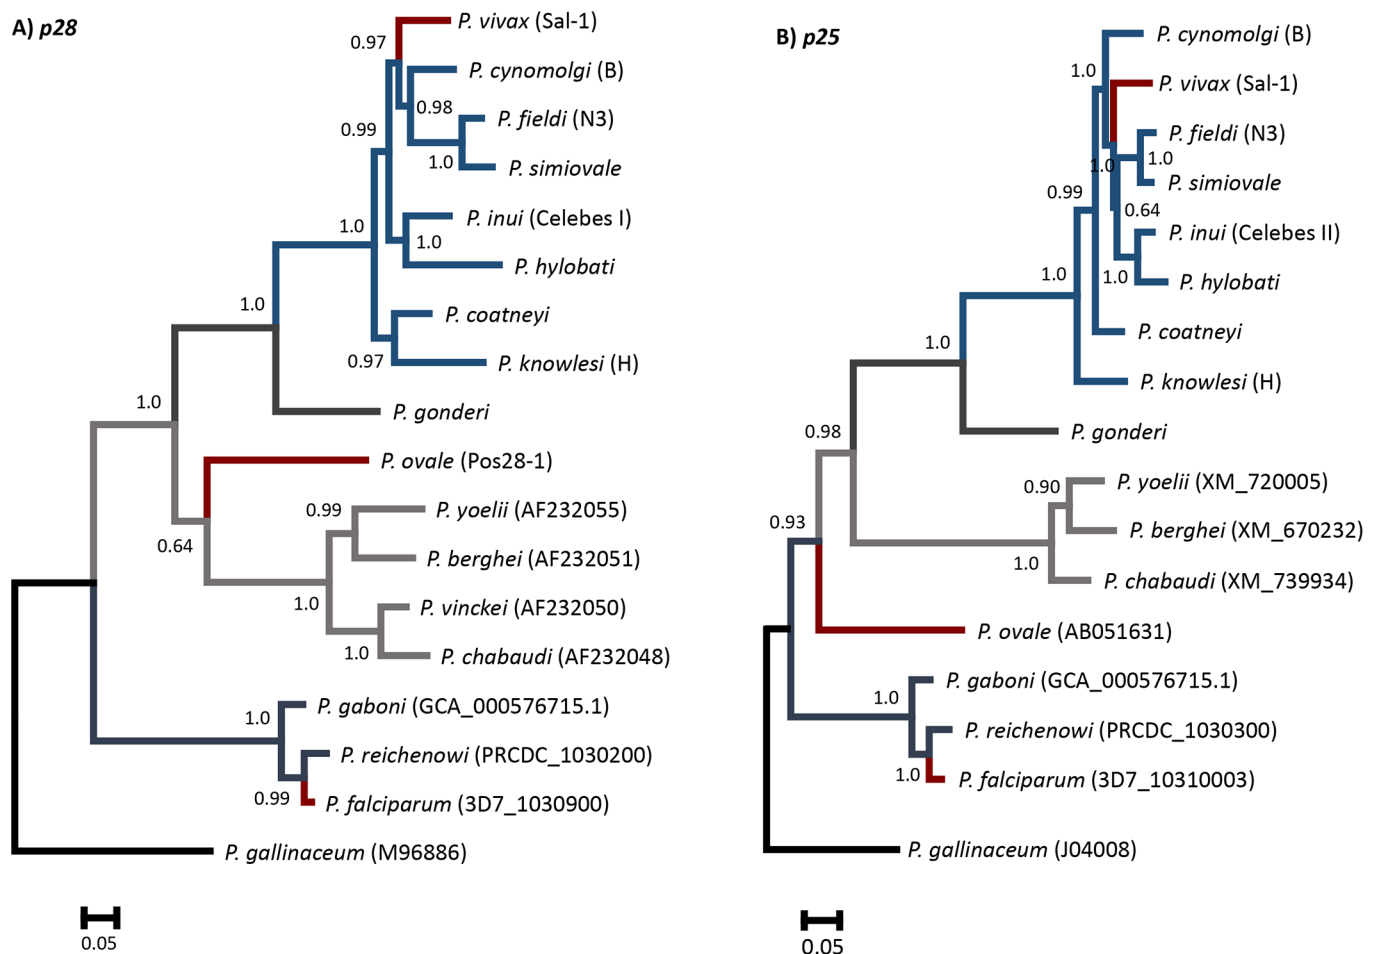 A) p28
P. vivax (Sal-1)
0.97
P. cynomolgi (B)
0.98
P. fieldi (N3)
0.99
1.0
P. simiovale
P. inui (Celebes I)
1.0
1.0
P. hylobati
1.0
P. coatneyi
0.97
P. knowlesi (H)
1.0
P. gonderi
P. ovale (Pos28-1)
0.99
P. yoelii (AF232055)
0.64
P. berghei (AF232051)
1.0
P. vinckei (AF232050)
1.0
P. chabaudi (AF232048)
P. gaboni (GCA_000576715.1)
1.0
P. reichenowi (PRCDC_1030200)
0.99
P. falciparum (3D7_1030900)
P. gallinaceum (M96886)
0.05
B) p25
P. cynomolgi (B)
1.0
P. vivax (Sal-1)
P. fieldi (N3)
1.0
1.0
P. simiovale
0.99
0.64
P. inui (Celebes II)
1.0
1.0
P. hylobati
P. coatneyi
1.0
P. knowlesi (H)
0.98
P. gonderi
0.90
P. yoelii (XM_720005)
0.93
P. berghei (XM_670232)
1.0
P. chabaudi (XM_739934)
P. ovale (AB051631)
P. gaboni (GCA_000576715.1)
1.0
P. reichenowi (PRCDC_1030300)
1.0
P. falciparum (3D7_10310003)
P. gallinaceum (J04008)
0.05